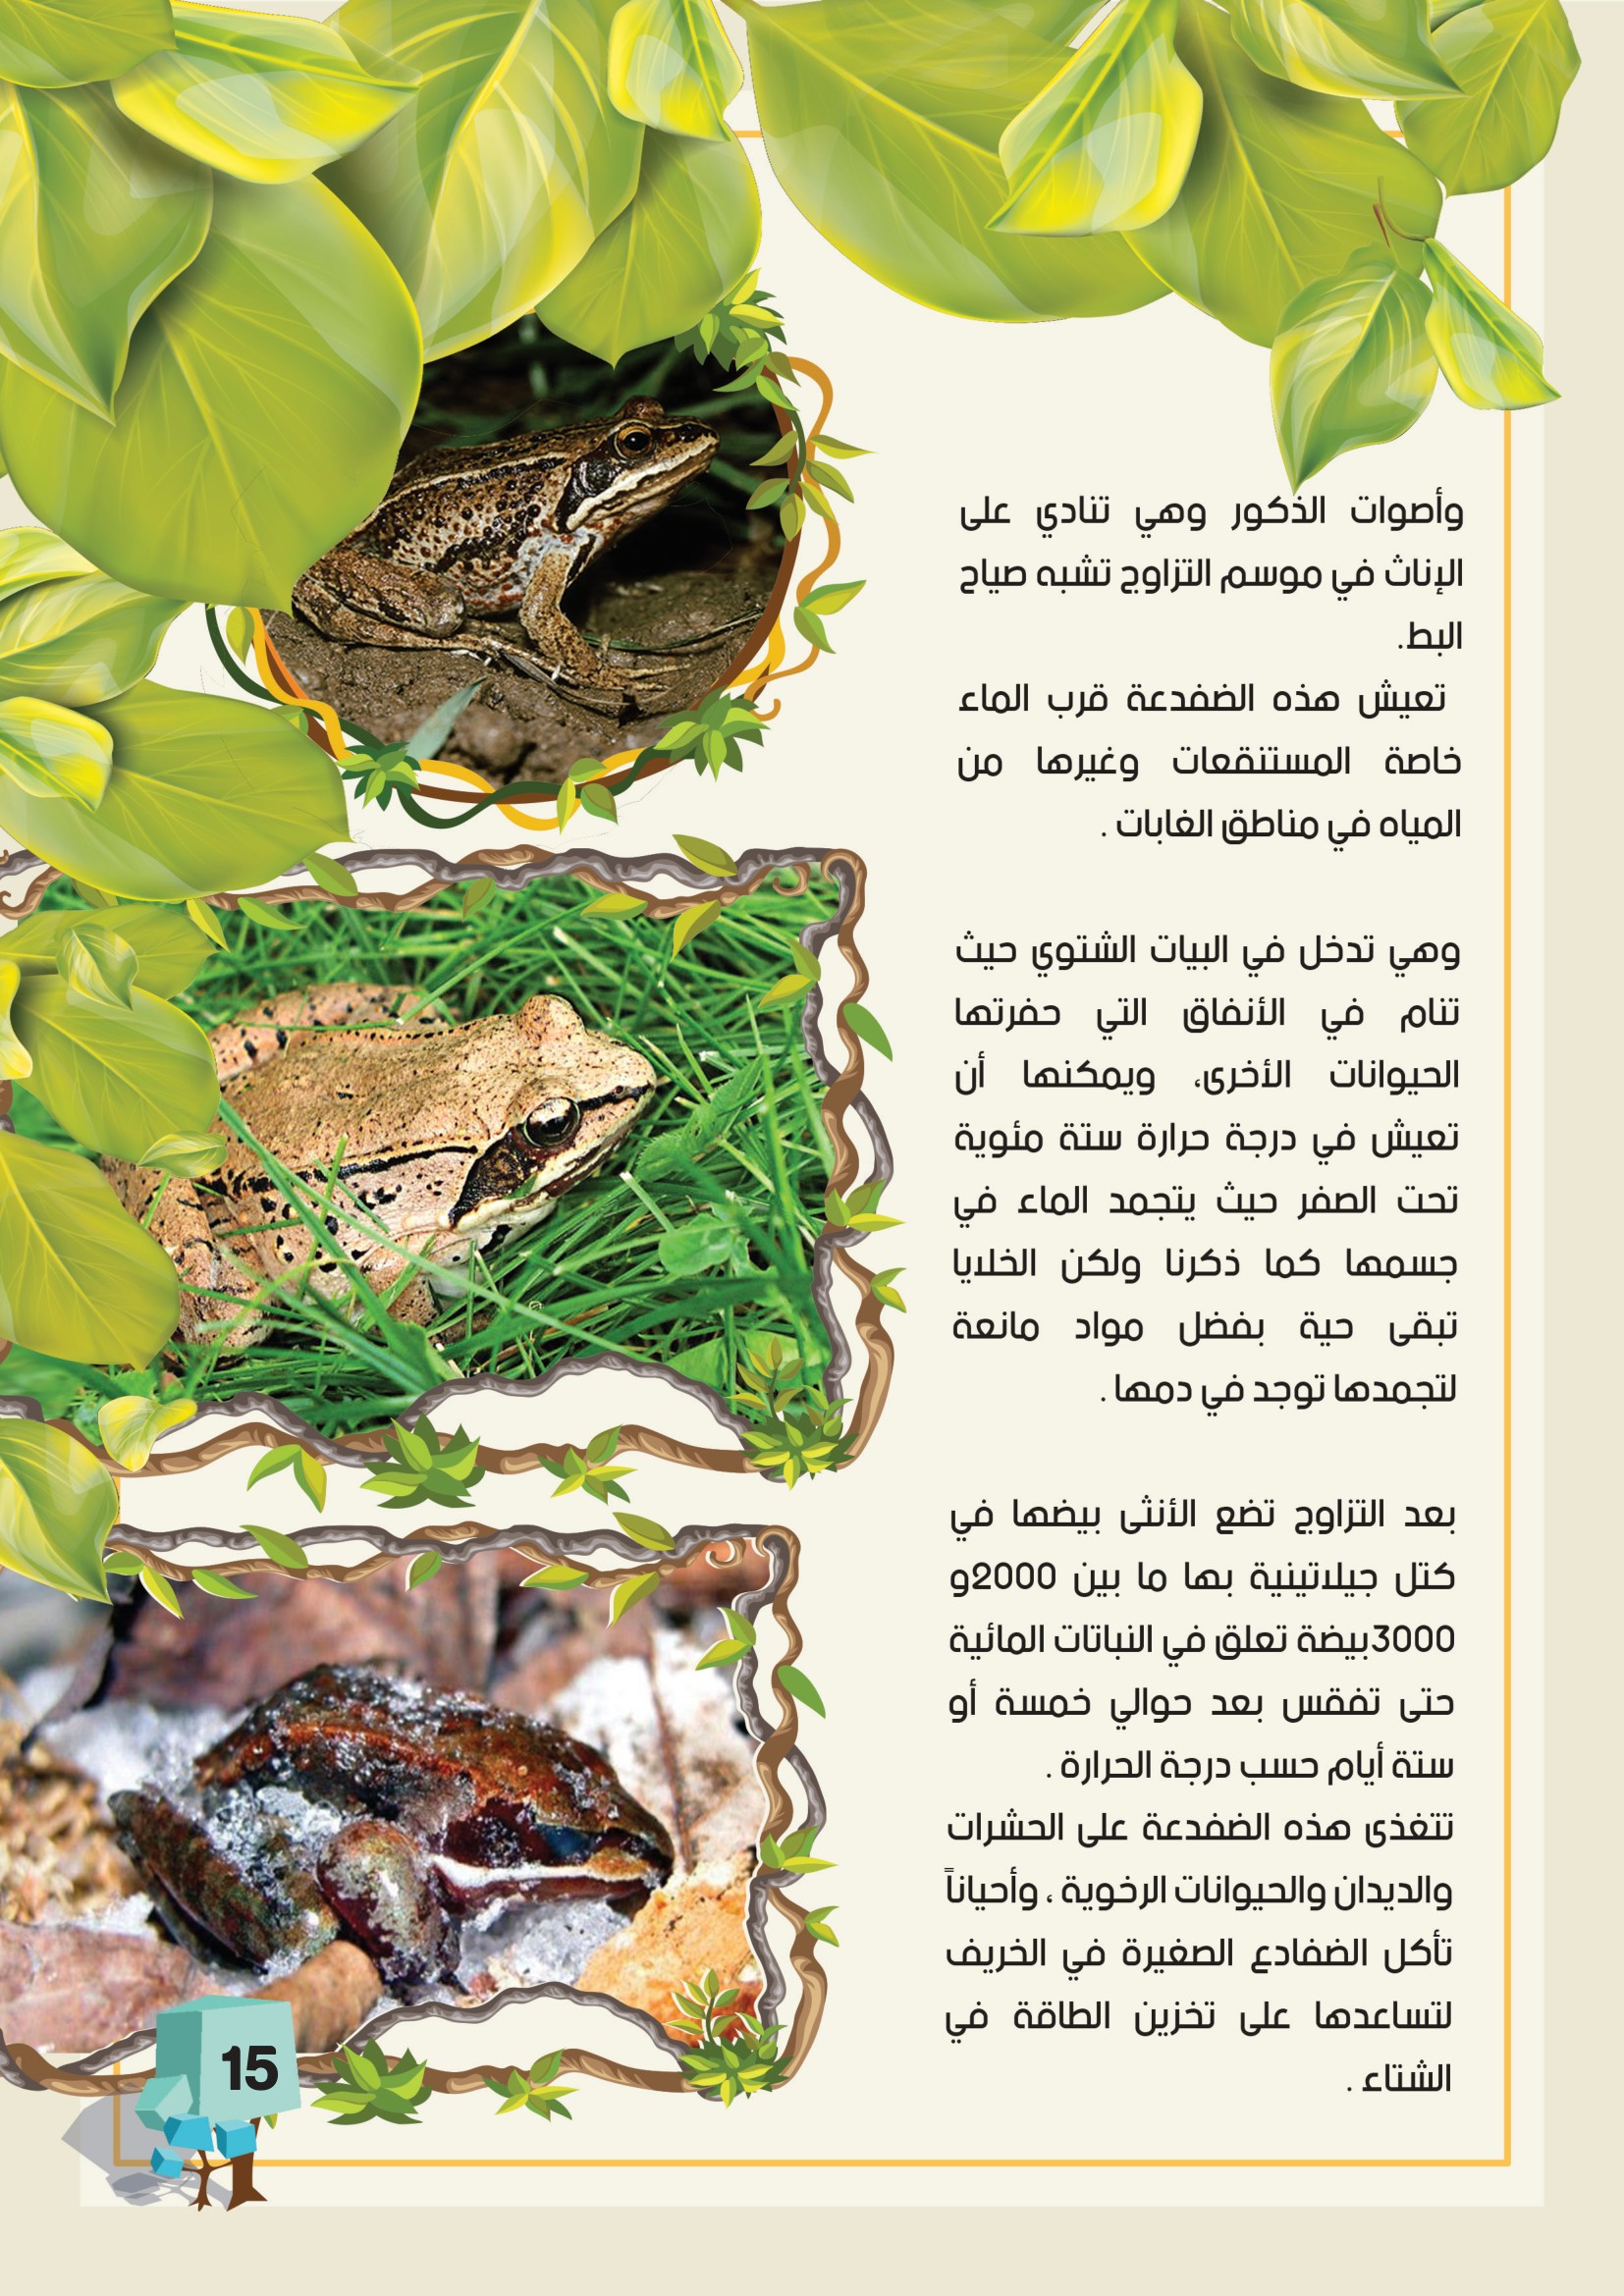 وأصوات الذكور وهي تنادي على
الإناث في موسم التزاوج تشبه صياح
البط.
تعيش هذه الضفدعة قرب الماء
خاصة المستنقعات وغيرها من
المياه في مناطق الغابات .
وهي تدخل في البيات الشتوي حيث
تنام في الأنفاق التي حفرتها
الحيوانات الأخرى، ويمكنها أن
تعيش في درجة حرارة ستة مئوية
تحت الصفر حيث يتجمد الماء في
جسمها كما ذكرنا ولكن الخلايا
تبقى حية بفضل مواد مانعة
لتجمدها توجد في دمها .
بعد التزاوج تضع الأنثى بيضها في
كتل جيلاتينية بها ما بين 2000و
3000بيضة تعلق في النباتات المائية
حتى تفقس بعد حوالي خمسة أو
ستة أيام حسب درجة الحرارة .
تتغذى هذه الضفدعة على الحشرات
والديدان والحيوانات الرخوية ، وأحياناً
تأكل الضفادع الصغيرة في الخريف
لتساعدها على تخزين الطاقة في
الشتاء .
15